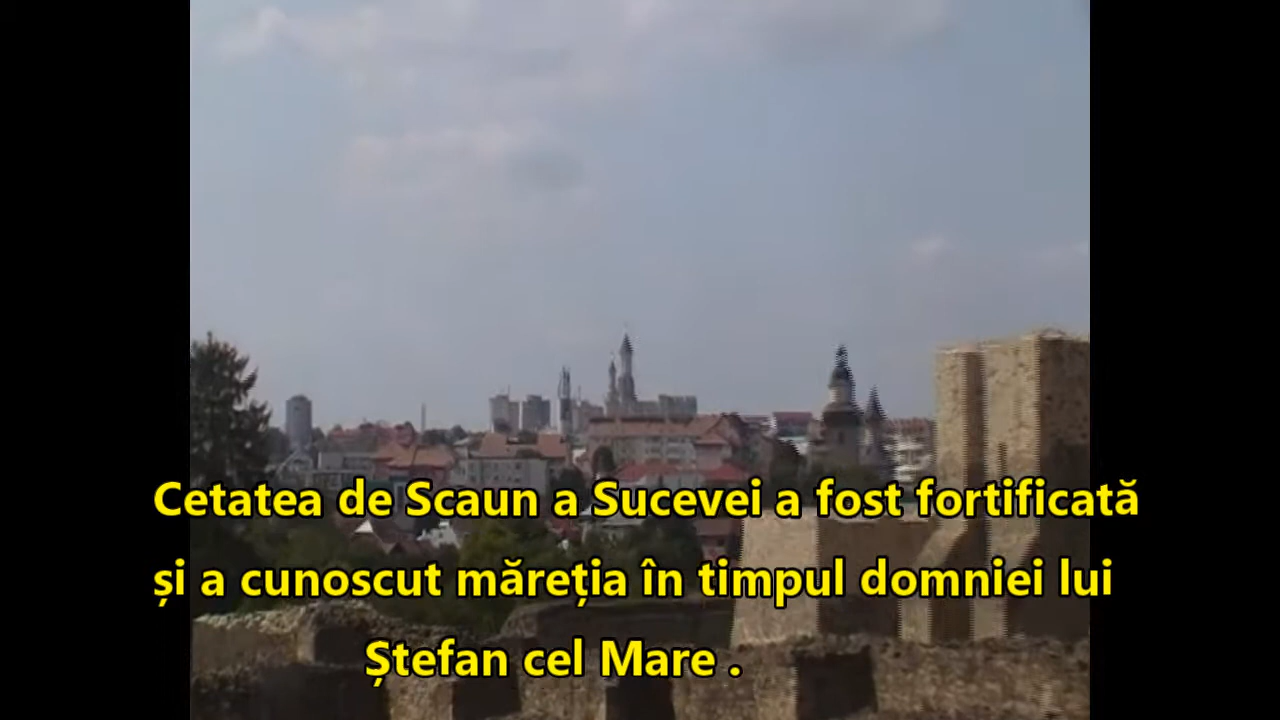 Cetatea de Scaun a Sucevei a fost fortificată
și a cunoscut măreția în timpul domniei lui
Ștefan cel Mare .